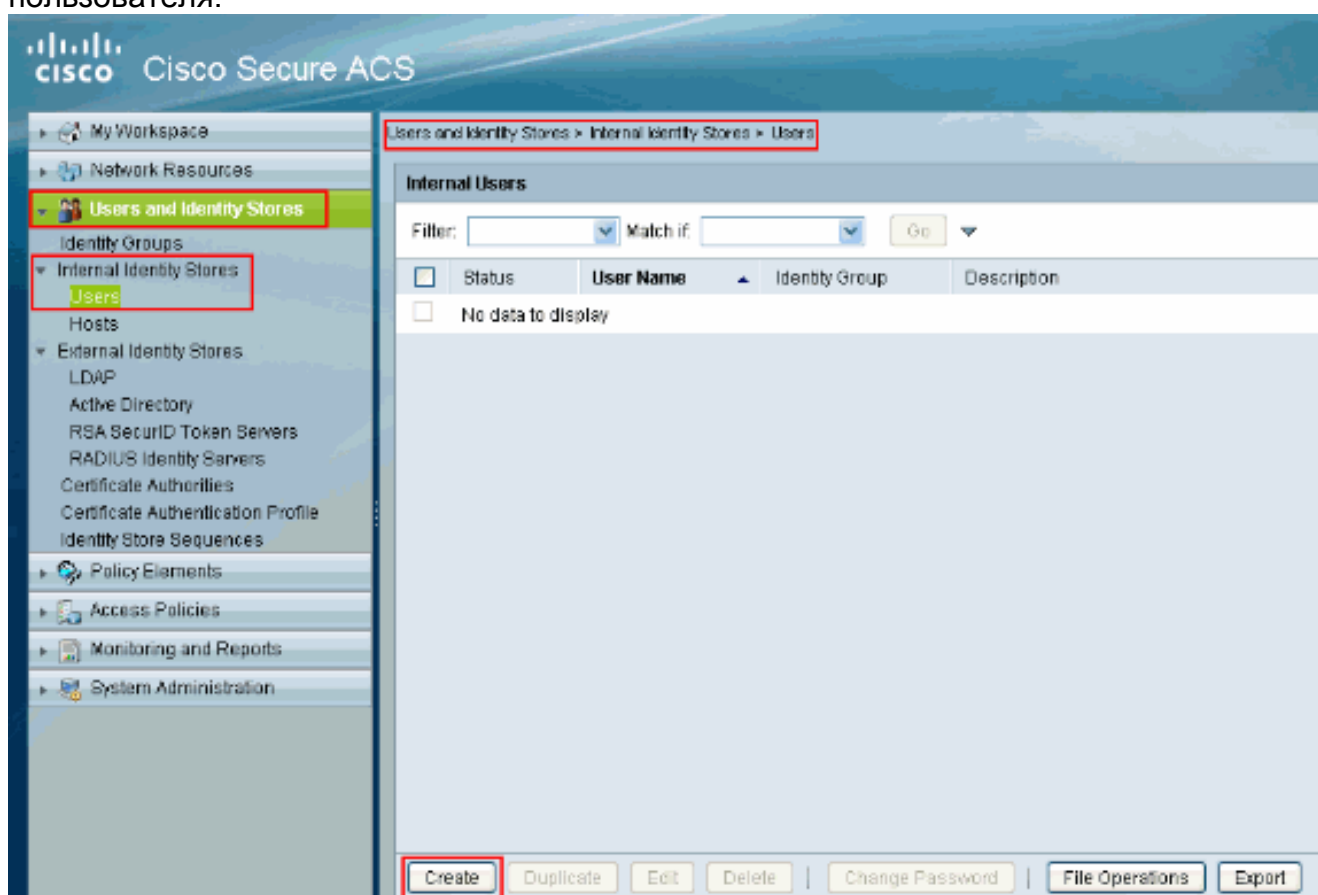 пользователя.
cisco Cisco Secure ACS
My Workspace
Network Resources
Users and Identity Stores
Identity Groups
Internal Identity Stores
Users
Hosts
External Identity Stores
LDAP
Active Directory
RSA SecurID Token Servers
RADIUS Identity Servers
Certificate Authorities
Certificate Authentication Profile
Identity Store Sequences
Policy Elements
Access Policies
Monitoring and Reports
System Administration
Users and Identity Stores > Internal Identity Stores > Users
Internal Users
Filter: Match if: Go
Status User Name Identity Group Description
No data to display
Create Duplicate Edit Delete | Change Password | File Operations Export